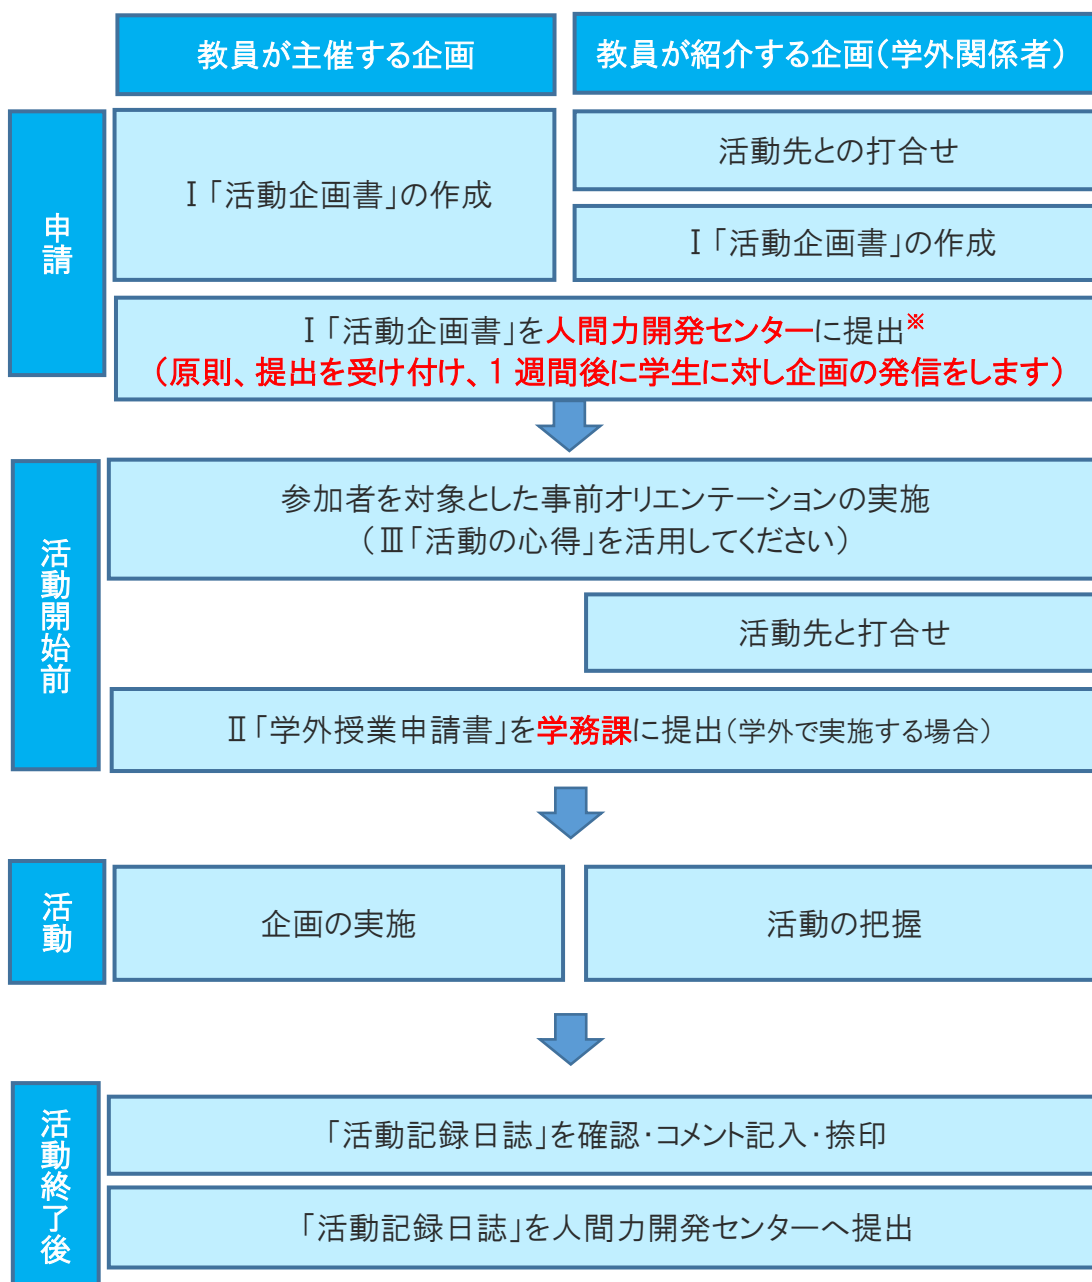 教員が主催する企画
教員が紹介する企画(学外関係者)
申請
Ⅰ「活動企画書」の作成
活動先との打合せ
Ⅰ「活動企画書」の作成
Ⅰ「活動企画書」を人間力開発センターに提出※
(原則、提出を受け付け、1 週間後に学生に対し企画の発信をします)
活動開始前
参加者を対象とした事前オリエンテーションの実施
(Ⅲ「活動の心得」を活用してください)
活動先と打合せ
Ⅱ「学外授業申請書」を学務課に提出(学外で実施する場合)
活動
企画の実施
活動の把握
活動終了後
「活動記録日誌」を確認・コメント記入・捺印
「活動記録日誌」を人間力開発センターへ提出